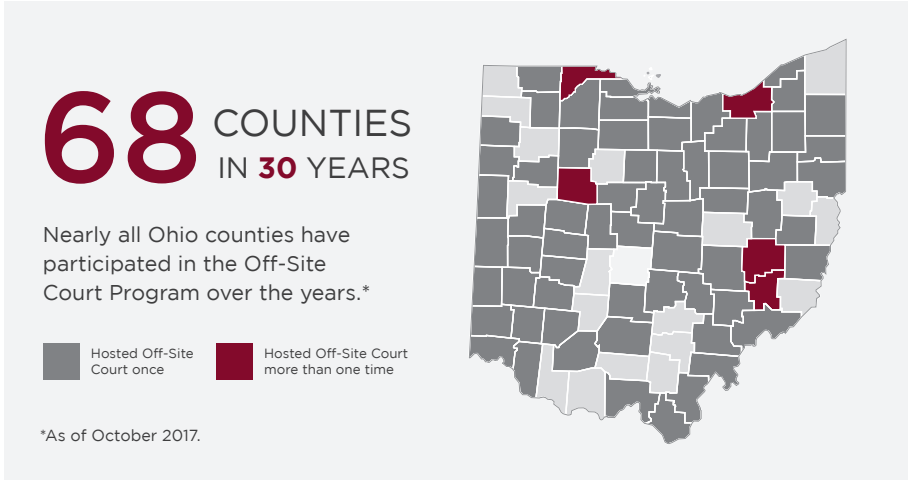 68 COUNTIES
IN 30 YEARS
Nearly all Ohio counties have
participated in the Off-Site
Court Program over the years.*
Hosted Off-Site
Court once
Hosted Off-Site Court
more than one time
*As of October 2017.